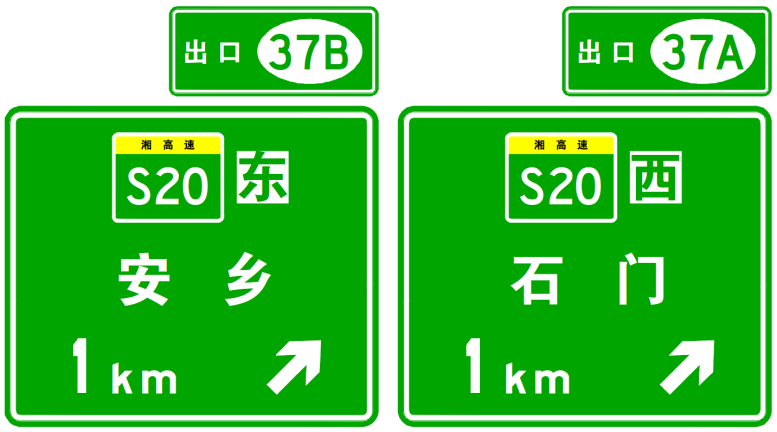 出口 37B
湘高速
S20 东
安乡
1 km
出口 37A
湘高速
S20 西
石门
1 km